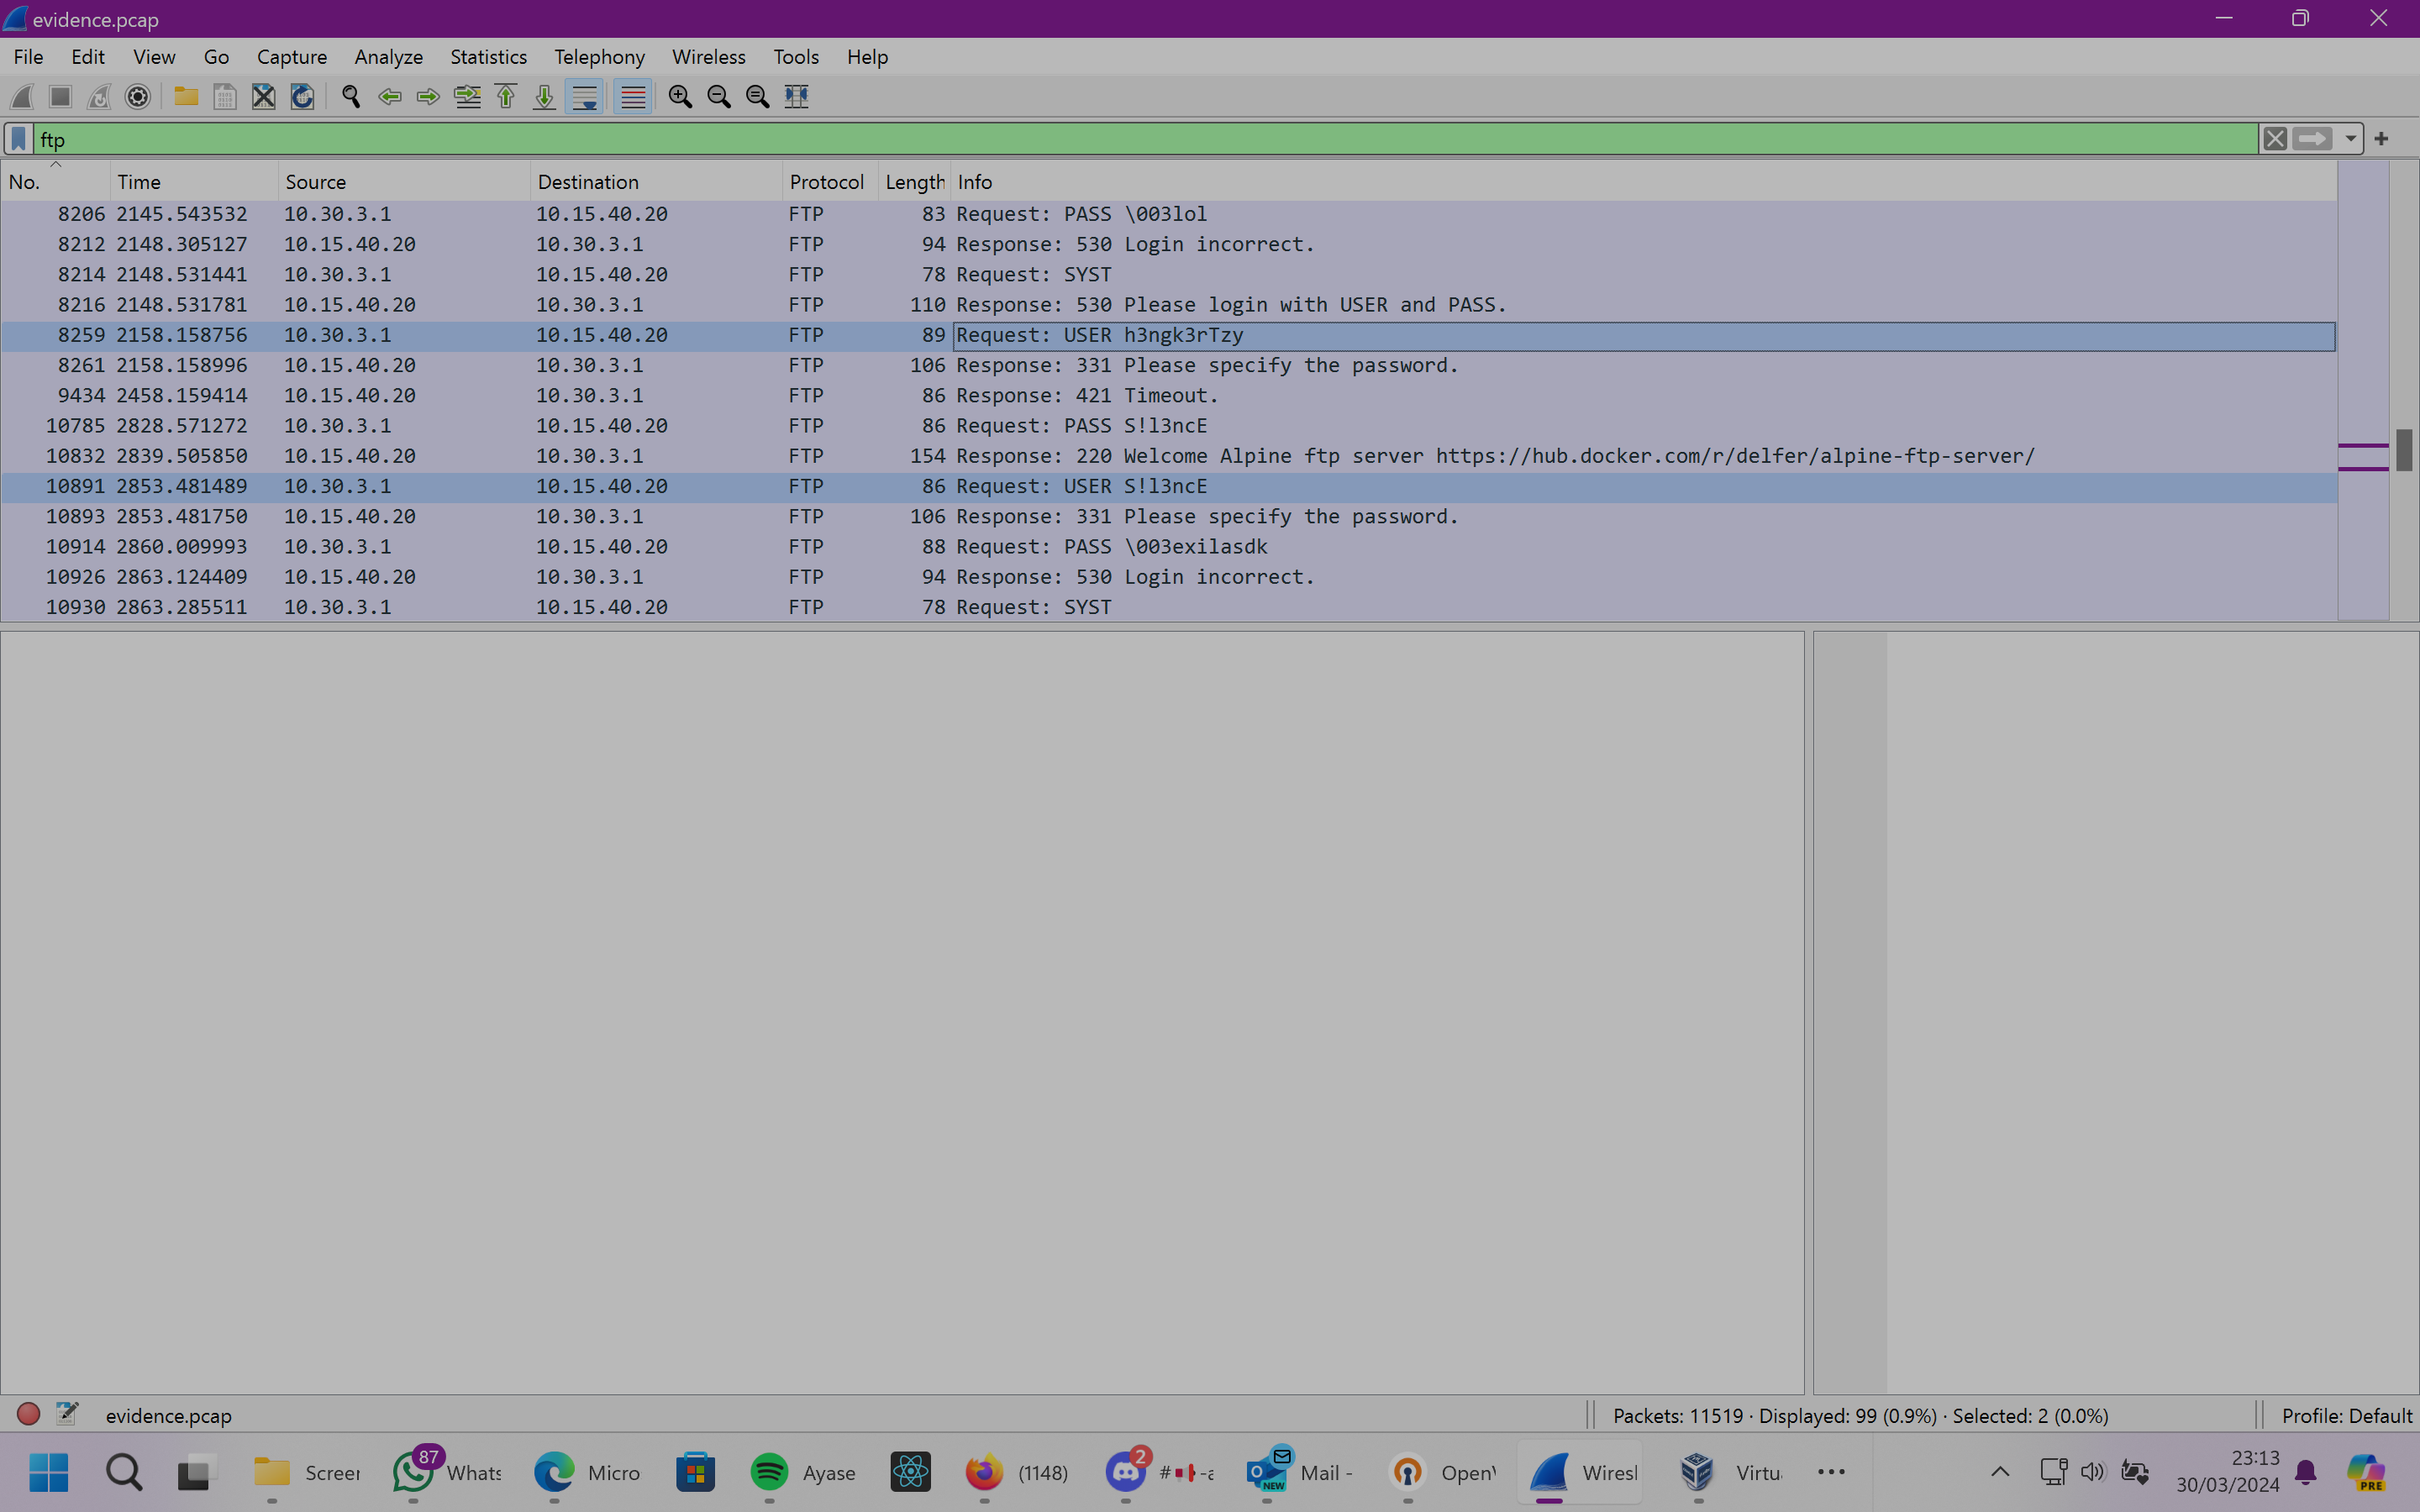 evidence.pcap
File Edit View Go Capture Analyze Statistics Telephony Wireless Tools Help
ftp
No. Time Source Destination Protocol Length Info
8206 2145.543532 10.30.3.1 10.15.40.20 FTP 83 Request: PASS \003lol
8212 2148.305127 10.15.40.20 10.30.3.1 FTP 94 Response: 530 Login incorrect.
8214 2148.531441 10.30.3.1 10.15.40.20 FTP 78 Request: SYST
8216 2148.531781 10.15.40.20 10.30.3.1 FTP 110 Response: 530 Please login with USER and PASS.
8259 2158.158756 10.30.3.1 10.15.40.20 FTP 89 Request: USER h3ngk3rTzy
8261 2158.158996 10.15.40.20 10.30.3.1 FTP 106 Response: 331 Please specify the password.
9434 2458.159414 10.15.40.20 10.30.3.1 FTP 86 Response: 421 Timeout.
10785 2828.571272 10.30.3.1 10.15.40.20 FTP 86 Request: PASS S!l3ncE
10832 2839.505850 10.15.40.20 10.30.3.1 FTP 154 Response: 220 Welcome Alpine ftp server https://hub.docker.com/r/delfer/alpine-ftp-server/
10891 2853.481489 10.30.3.1 10.15.40.20 FTP 86 Request: USER S!l3ncE
10893 2853.481750 10.15.40.20 10.30.3.1 FTP 106 Response: 331 Please specify the password.
10914 2860.009993 10.30.3.1 10.15.40.20 FTP 88 Request: PASS \003exilasdk
10926 2863.124409 10.15.40.20 10.30.3.1 FTP 94 Response: 530 Login incorrect.
10930 2863.285511 10.30.3.1 10.15.40.20 FTP 78 Request: SYST
evidence.pcap Packets: 11519 · Displayed: 99 (0.9%) · Selected: 2 (0.0%) Profile: Default
Screen 87 Whats Micro Ayase (1148) 2 #-a NEW Mail - OpenV Wiresh Virtu 23:13 PRE
30/03/2024